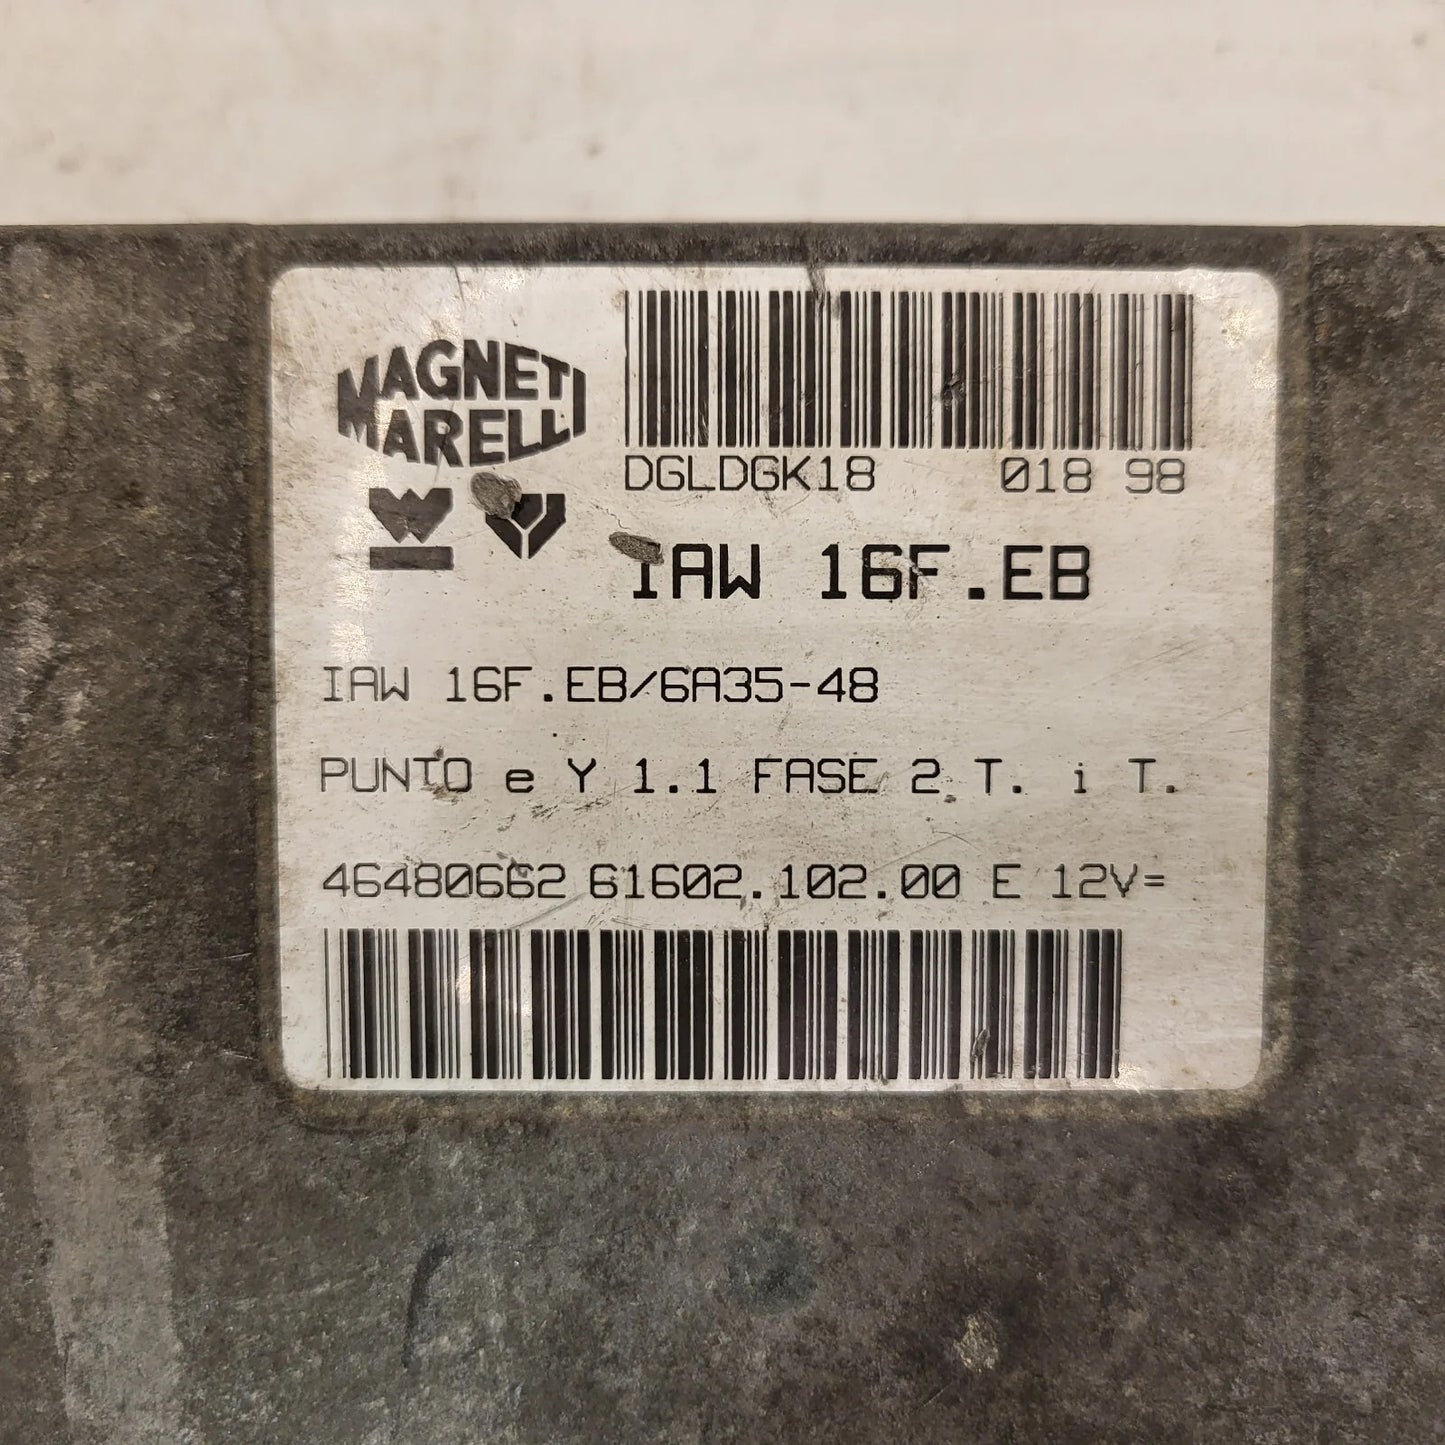 MAGNETI
MARELLI
DGLDGK18 018 98
IAW 16F.EB
IAW 16F.EB/6A35-48
PUNTO e Y 1.1 FASE 2 T. i T.
46480662 61602.102.00 E 12V=